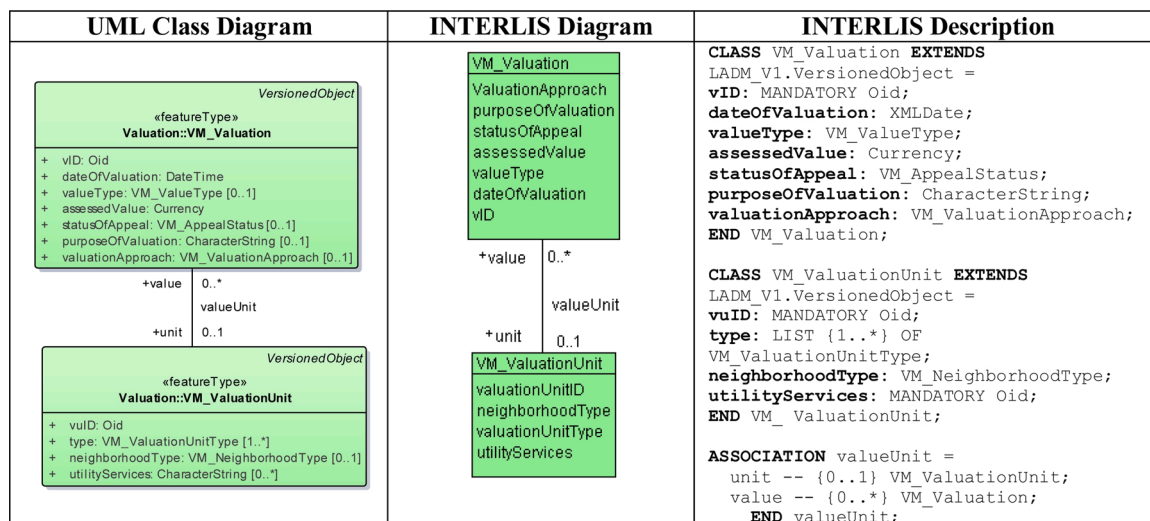 UML Class Diagram
INTERLIS Diagram
INTERLIS Description
VersionedObject
«featureType»
Valuation::VM_Valuation
+ vID: Oid
+ dateOfValuation: DateTime
+ valueType: VM_ValueType [0..1]
+ assessedValue: Currency
+ statusOfAppeal: VM_AppealStatus [0..1]
+ purposeOfValuation: CharacterString [0..1]
+ valuationApproach: VM_ValuationApproach [0..1]
+value 0..*
valueUnit
+unit 0..1
VersionedObject
«featureType»
Valuation::VM_ValuationUnit
+ vuID: Oid
+ type: VM_ValuationUnitType [1..*]
+ neighborhoodType: VM_NeighborhoodType [0..1]
+ utilityServices: CharacterString [0..*]
VM_Valuation
ValuationApproach
purposeOfValuation
statusOfAppeal
assessedValue
valueType
dateOfValuation
vID
+value 0..*
valueUnit
+unit 0..1
VM_ValuationUnit
valuationUnitID
neighborhoodType
valuationUnitType
utilityServices
CLASS VM_Valuation EXTENDS
LADM_V1.VersionedObject =
vID: MANDATORY Oid;
dateOfValuation: XMLDate;
valueType: VM_ValueType;
assessedValue: Currency;
statusOfAppeal: VM_AppealStatus;
purposeOfValuation: CharacterString;
valuationApproach: VM_ValuationApproach;
END VM_Valuation;
CLASS VM_ValuationUnit EXTENDS
LADM_V1.VersionedObject =
vuID: MANDATORY Oid;
type: LIST {1..*} OF
VM_ValuationUnitType;
neighborhoodType: VM_NeighborhoodType;
utilityServices: MANDATORY Oid;
END VM_ ValuationUnit;
ASSOCIATION valueUnit =
unit -- {0..1} VM_ValuationUnit;
value -- {0..*} VM_Valuation;
END valueUnit;